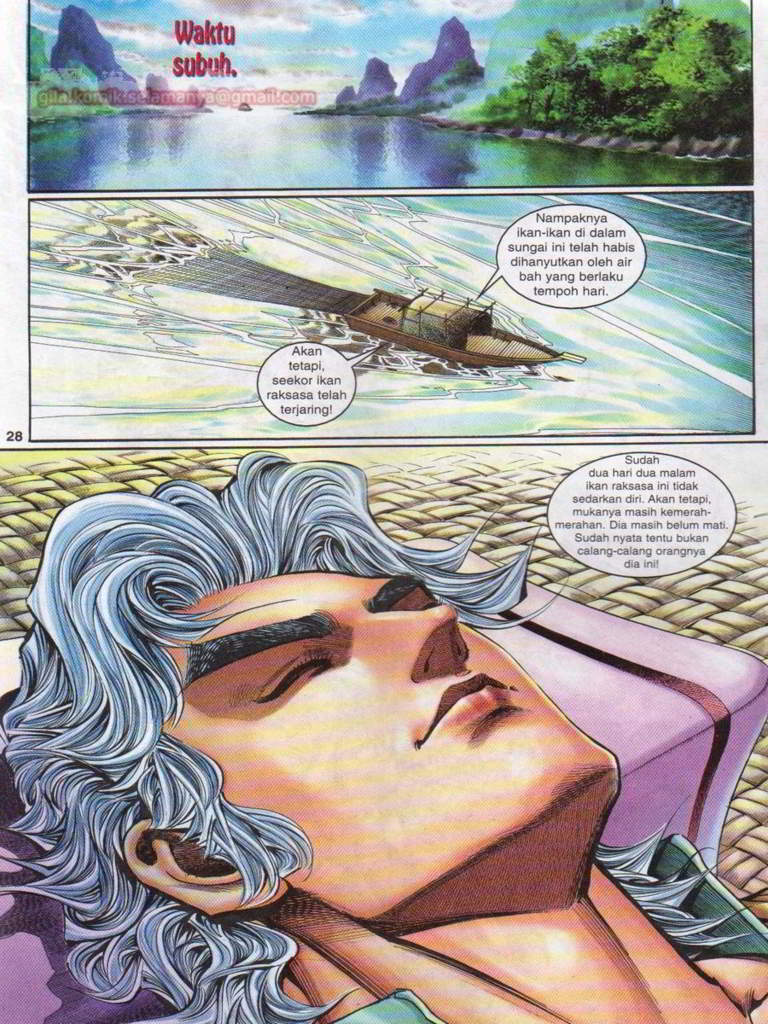 Waktu
subuh.
gila.komik.selamanya@gmail.com
Nampaknya
ikan-ikan di dalam
sungai ini telah habis
dihanyutkan oleh air
bah yang berlaku
tempoh hari.
Akan
tetapi,
seekor ikan
raksasa telah
terjaring!
28
Sudah
dua hari dua malam
ikan raksasa ini tidak
sedarkan diri. Akan tetapi,
mukanya masih kemerah-
merahan. Dia masih belum mati.
Sudah nyata tentu bukan
calang-calang orangnya
dia ini!